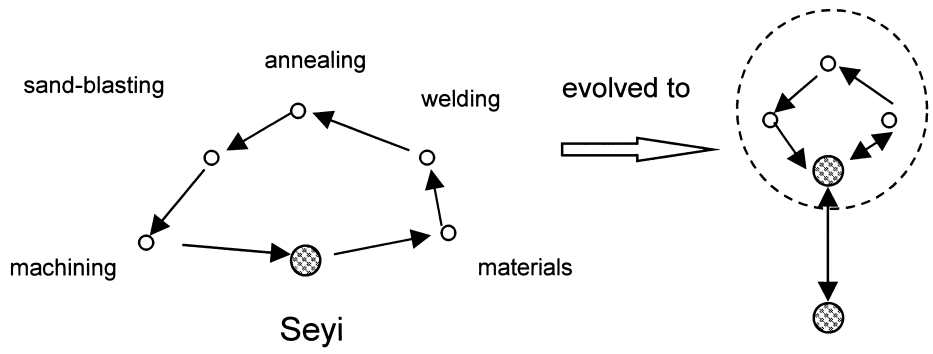 annealing
sand-blasting
welding
evolved to
machining
materials
Seyi